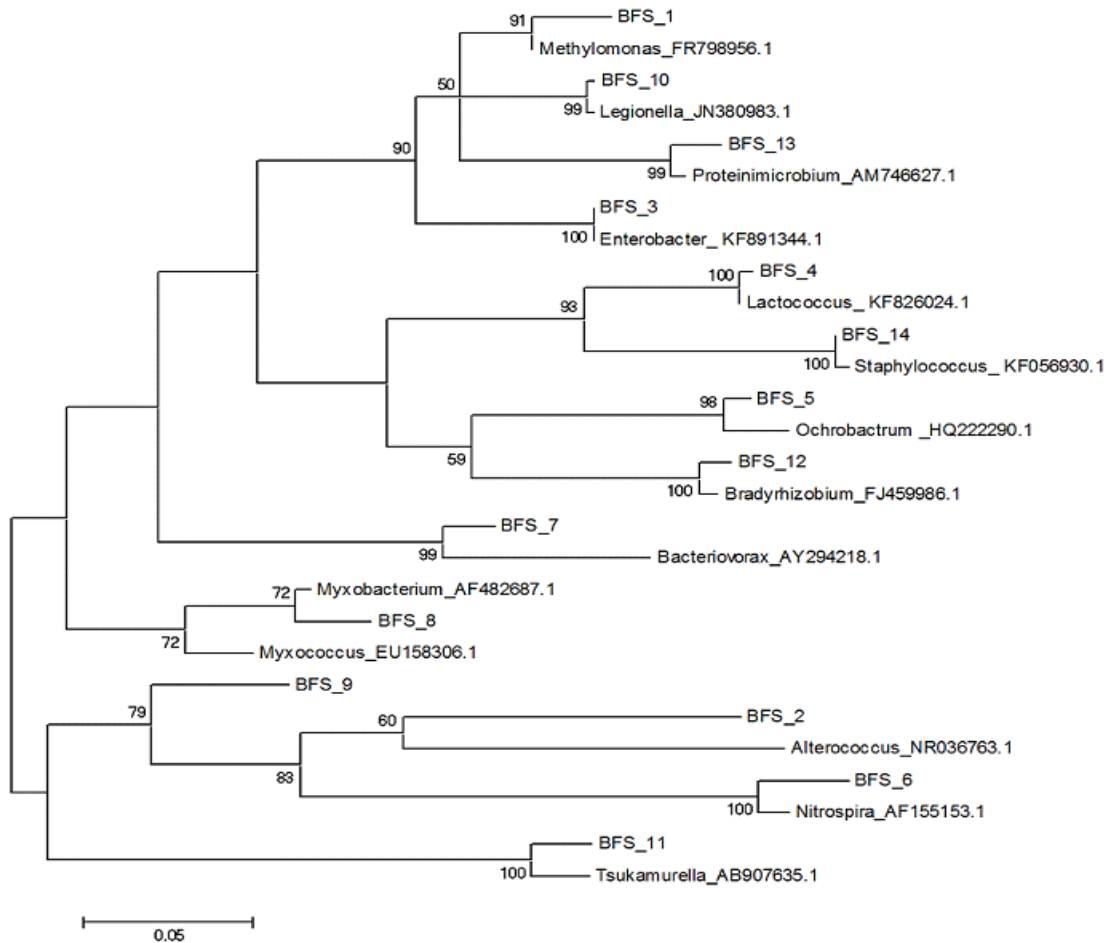 91
BFS_1
Methylomonas_FR798956.1
50
BFS_10
99
Legionella_JN380983.1
90
BFS_13
99
Proteinimicrobium_AM746627.1
BFS_3
100
Enterobacter_ KF891344.1
100
BFS_4
93
Lactococcus_ KF826024.1
BFS_14
100
Staphylococcus_ KF056930.1
98
BFS_5
Ochrobactrum _HQ222290.1
59
BFS_12
100
Bradyrhizobium_FJ459986.1
BFS_7
99
Bacteriovorax_AY294218.1
72
Myxobacterium_AF482687.1
BFS_8
72
Myxococcus_EU158306.1
BFS_9
79
60
BFS_2
Alterococcus_NR036763.1
83
BFS_6
100
Nitrospira_AF155153.1
BFS_11
100
Tsukamurella_AB907635.1
0.05